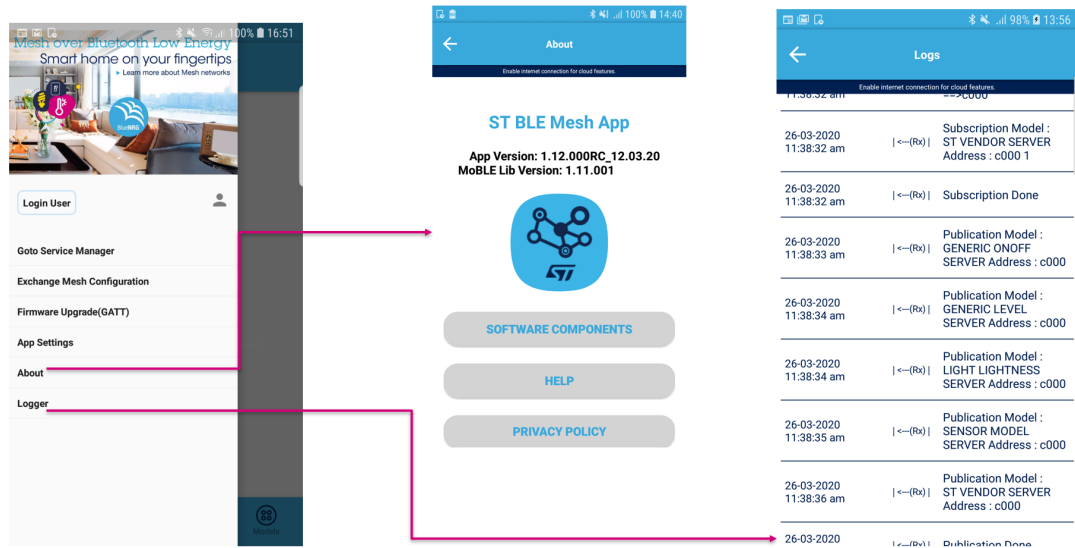 100% 16:51
Mesh over Bluetooth Low Energy
Smart home on your fingertips
▸ Learn more about Mesh networks
BlueNRG
Login User
Goto Service Manager
Exchange Mesh Configuration
Firmware Upgrade(GATT)
App Settings
About
Logger
Models
100% 14:40
About
Enable internet connection for cloud features.
ST BLE Mesh App
App Version: 1.12.000RC_12.03.20
MoBLE Lib Version: 1.11.001
ST
SOFTWARE COMPONENTS
HELP
PRIVACY POLICY
98% 13:56
Logs
Enable internet connection for cloud features.
11:38:32 am ==>c000
26-03-2020
11:38:32 am
|<---(Rx)|
Subscription Model :
ST VENDOR SERVER
Address : c000 1
26-03-2020
11:38:32 am
|<---(Rx)|
Subscription Done
26-03-2020
11:38:33 am
|<---(Rx)|
Publication Model :
GENERIC ONOFF
SERVER Address : c000
26-03-2020
11:38:34 am
|<---(Rx)|
Publication Model :
GENERIC LEVEL
SERVER Address : c000
26-03-2020
11:38:34 am
|<---(Rx)|
Publication Model :
LIGHT LIGHTNESS
SERVER Address : c000
26-03-2020
11:38:35 am
|<---(Rx)|
Publication Model :
SENSOR MODEL
SERVER Address : c000
26-03-2020
11:38:36 am
|<---(Rx)|
Publication Model :
ST VENDOR SERVER
Address : c000
26-03-2020
|<---(Rx)|
Publication Done